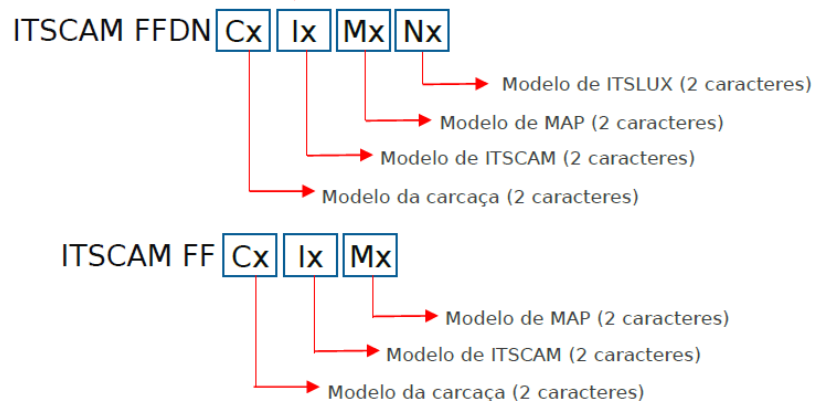 ITSCAM FFDN Cx Ix Mx Nx
Modelo de ITSLUX (2 caracteres)
Modelo de MAP (2 caracteres)
Modelo de ITSCAM (2 caracteres)
Modelo da carcaça (2 caracteres)
ITSCAM FF Cx Ix Mx
Modelo de MAP (2 caracteres)
Modelo de ITSCAM (2 caracteres)
Modelo da carcaça (2 caracteres)